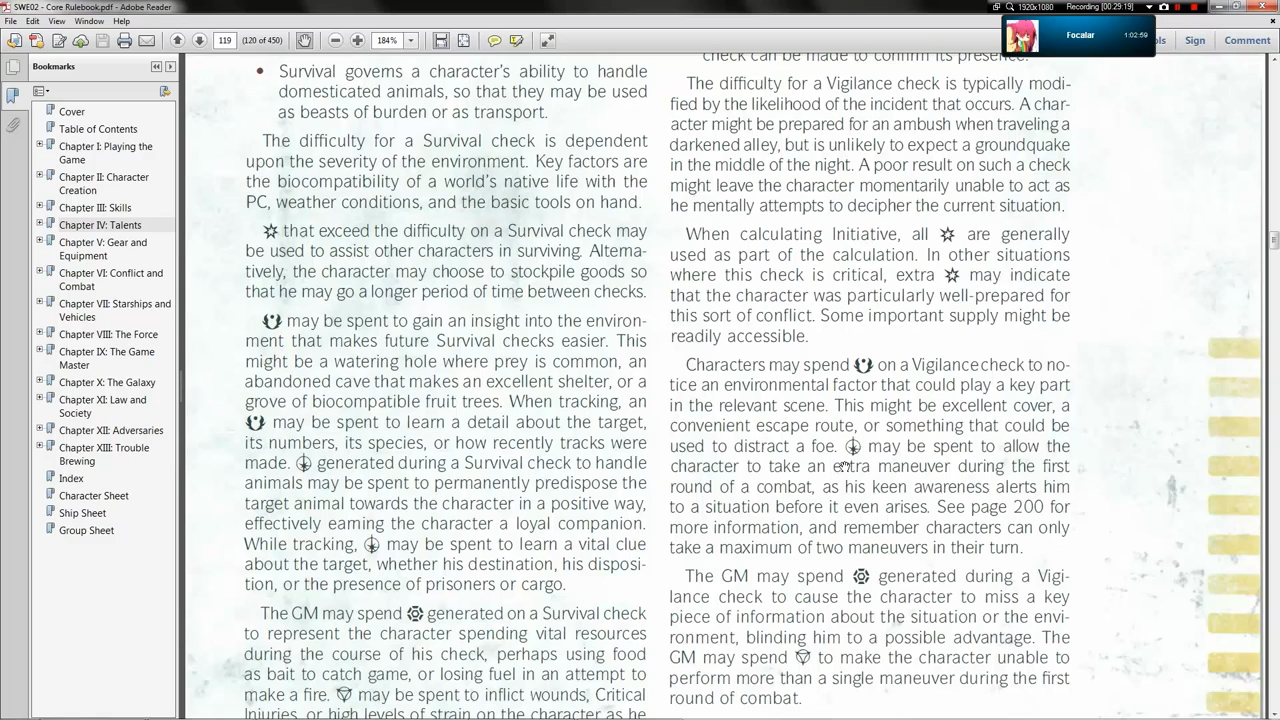 SWE02 - Core Rulebook.pdf - Adobe Reader
1920x1080
Recording [00:29:19]
File Edit View Window Help
119
(120 of 450)
184%
Focalar
1:02:59
Sign
Comment
Bookmarks
Cover
Table of Contents
Chapter I: Playing the
Game
Chapter II: Character
Creation
Chapter III: Skills
Chapter IV: Talents
Chapter V: Gear and
Equipment
Chapter VI: Conflict and
Combat
Chapter VII: Starships and
Vehicles
Chapter VIII: The Force
Chapter IX: The Game
Master
Chapter X: The Galaxy
Chapter XI: Law and
Society
Chapter XII: Adversaries
Chapter XIII: Trouble
Brewing
Index
Character Sheet
Ship Sheet
Group Sheet
• Survival governs a character's ability to handle
domesticated animals, so that they may be used
as beasts of burden or as transport.
The difficulty for a Survival check is dependent
upon the severity of the environment. Key factors are
the biocompatibility of a world's native life with the
PC, weather conditions, and the basic tools on hand.
that exceed the difficulty on a Survival check may
be used to assist other characters in surviving. Alterna-
tively, the character may choose to stockpile goods so
that he may go a longer period of time between checks.
may be spent to gain an insight into the environ-
ment that makes future Survival checks easier. This
might be a watering hole where prey is common, an
abandoned cave that makes an excellent shelter, or a
grove of biocompatible fruit trees. When tracking, an
may be spent to learn a detail about the target,
its numbers, its species, or how recently tracks were
made. generated during a Survival check to handle
animals may be spent to permanently predispose the
target animal towards the character in a positive way,
effectively earning the character a loyal companion.
While tracking, may be spent to learn a vital clue
about the target, whether his destination, his disposi-
tion, or the presence of prisoners or cargo.
The GM may spend generated on a Survival check
to represent the character spending vital resources
during the course of his check, perhaps using food
as bait to catch game, or losing fuel in an attempt to
make a fire. may be spent to inflict wounds, Critical
Injuries, or high levels of strain on the character as he
check can be made to confirm its presence.
The difficulty for a Vigilance check is typically modi-
fied by the likelihood of the incident that occurs. A char-
acter might be prepared for an ambush when traveling a
darkened alley, but is unlikely to expect a groundquake
in the middle of the night. A poor result on such a check
might leave the character momentarily unable to act as
he mentally attempts to decipher the current situation.
When calculating Initiative, all are generally
used as part of the calculation. In other situations
where this check is critical, extra may indicate
that the character was particularly well-prepared for
this sort of conflict. Some important supply might be
readily accessible.
Characters may spend on a Vigilance check to no-
tice an environmental factor that could play a key part
in the relevant scene. This might be excellent cover, a
convenient escape route, or something that could be
used to distract a foe. may be spent to allow the
character to take an extra maneuver during the first
round of a combat, as his keen awareness alerts him
to a situation before it even arises. See page 200 for
more information, and remember characters can only
take a maximum of two maneuvers in their turn.
The GM may spend generated during a Vigi-
lance check to cause the character to miss a key
piece of information about the situation or the envi-
ronment, blinding him to a possible advantage. The
GM may spend to make the character unable to
perform more than a single maneuver during the first
round of combat.